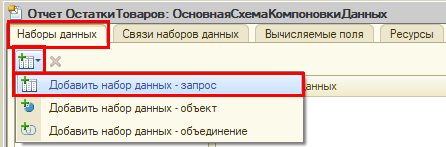 Отчет ОстаткиТоваров: ОсновнаяСхемаКомпоновкиДанных
Наборы данных
Связи наборов данных
Вычисляемые поля
Ресурсы
Добавить набор данных - запрос
Добавить набор данных - объект
данных
Добавить набор данных - объединение